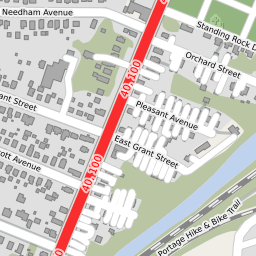 Needham Avenue
Standing Rock D
Orchard Street
40,100
Pleasant Avenue
ant Street
East Grant Street
40,100
ott Avenue
Portage Hike & Bike Trail